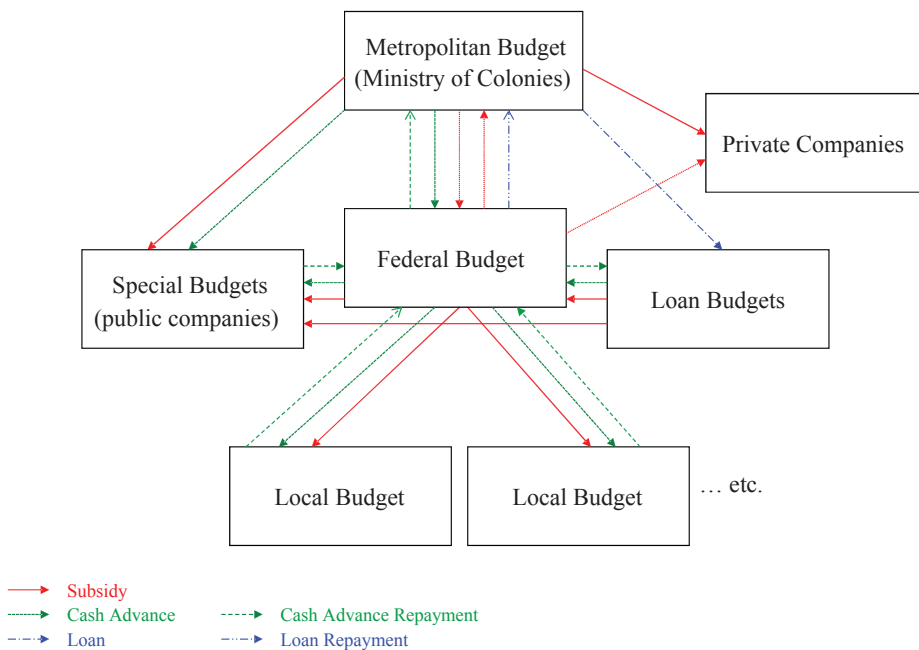 Metropolitan Budget
(Ministry of Colonies)
Private Companies
Federal Budget
Special Budgets
(public companies)
Loan Budgets
Local Budget
Local Budget
... etc.
Subsidy
Cash Advance
Cash Advance Repayment
Loan
Loan Repayment